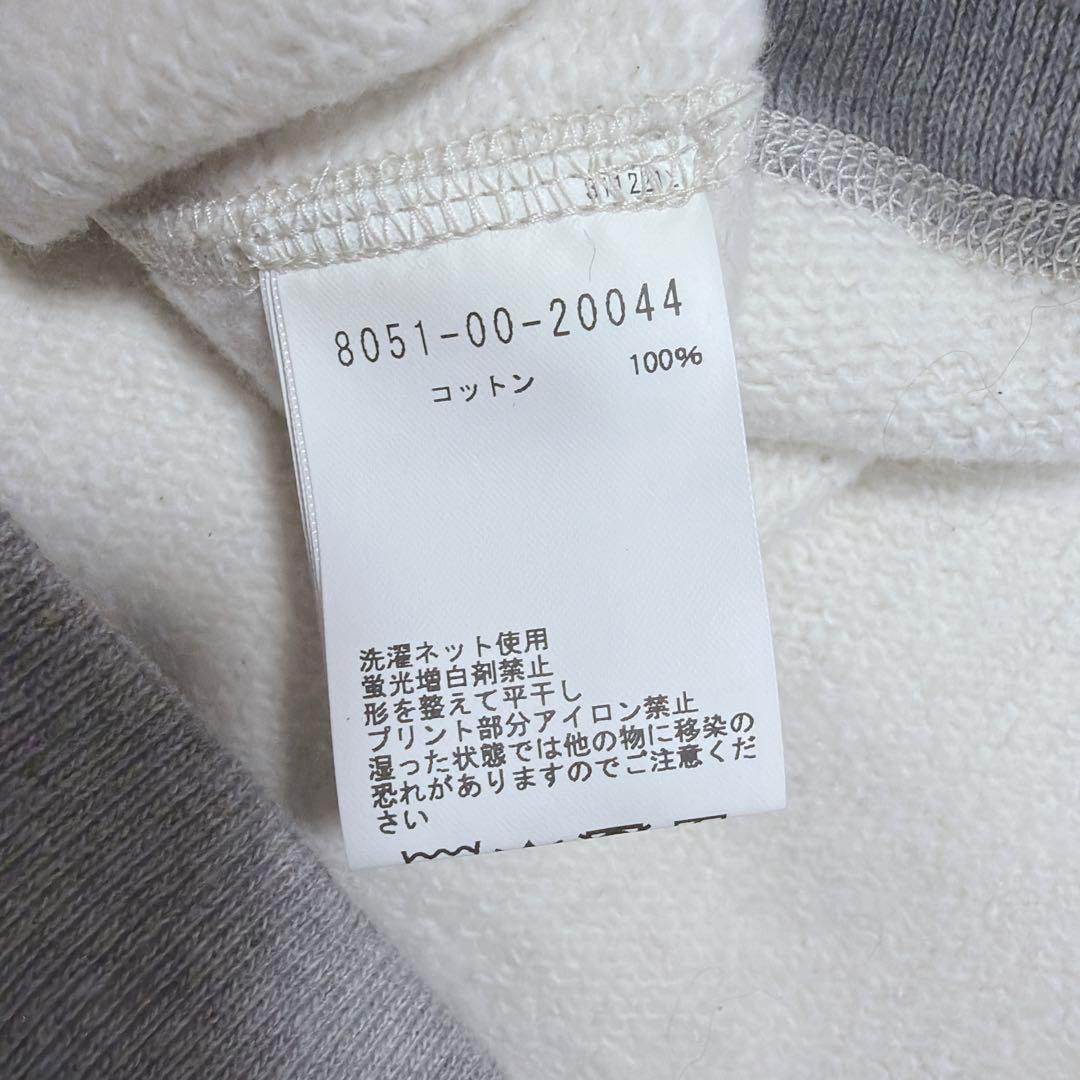 8051-00-20044
コットン 100%
洗濯ネット使用
蛍光増白剤禁止
形を整えて平干し
プリント部分アイロン禁止
湿った状態では他の物に移染の
恐れがありますのでご注意くだ
さい